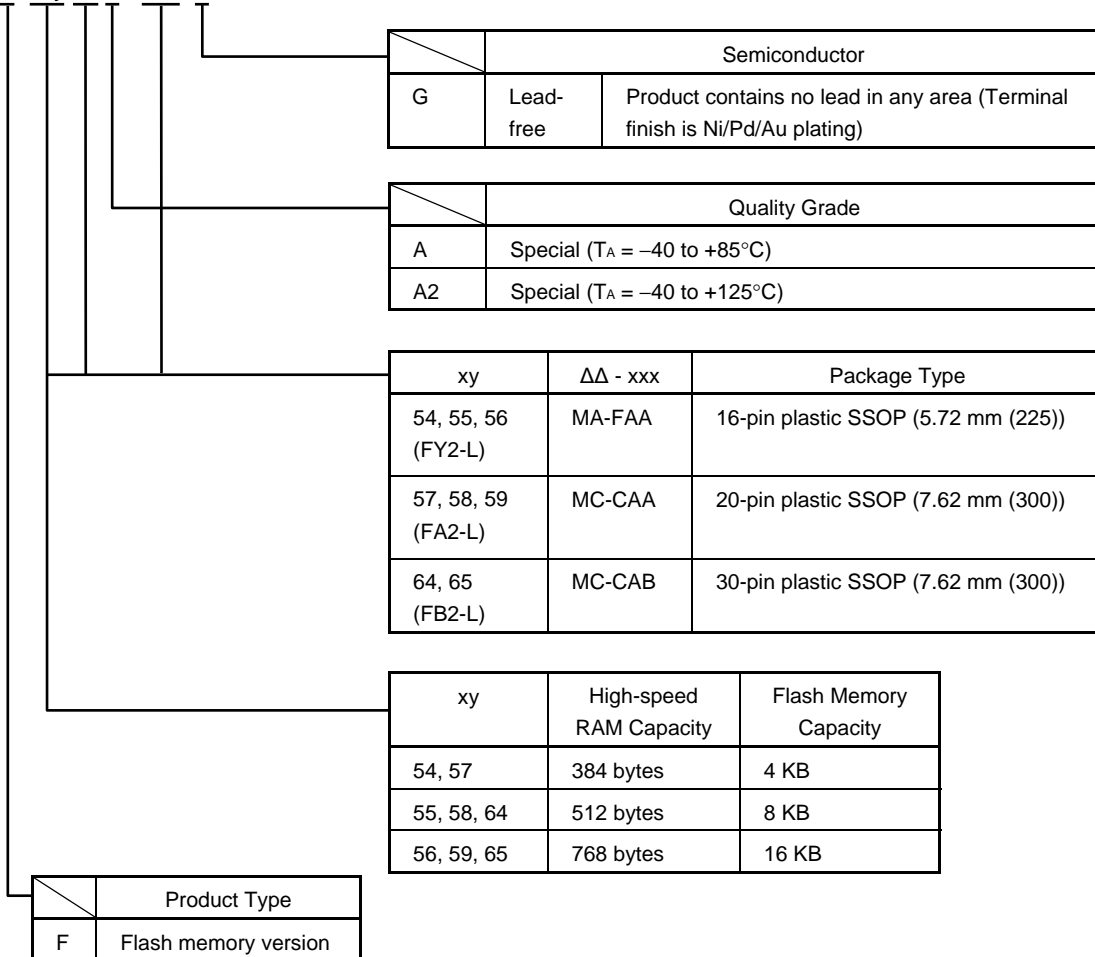 Semiconductor
G Lead- Product contains no lead in any area (Terminal
free finish is Ni/Pd/Au plating)
Quality Grade
A Special (TA = −40 to +85°C)
A2 Special (TA = −40 to +125°C)
xy ΔΔ - xxx Package Type
54, 55, 56 MA-FAA 16-pin plastic SSOP (5.72 mm (225))
(FY2-L)
57, 58, 59 MC-CAA 20-pin plastic SSOP (7.62 mm (300))
(FA2-L)
64, 65 MC-CAB 30-pin plastic SSOP (7.62 mm (300))
(FB2-L)
xy High-speed Flash Memory
RAM Capacity Capacity
54, 57 384 bytes 4 KB
55, 58, 64 512 bytes 8 KB
56, 59, 65 768 bytes 16 KB
Product Type
F Flash memory version